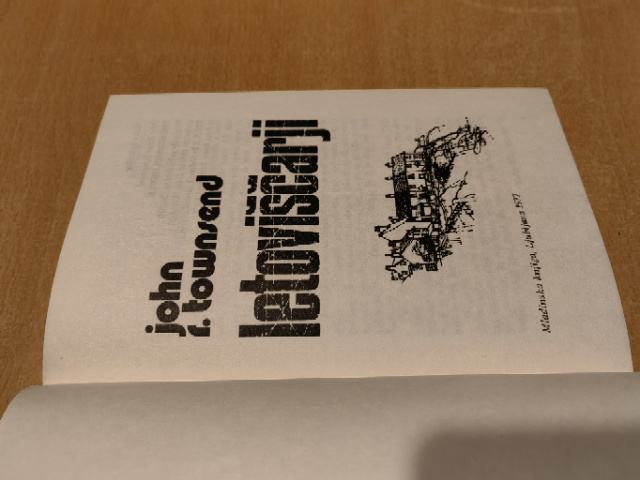 john
r. townsend
letoviščarji
Mladinska knjiga, Ljubljana 1977